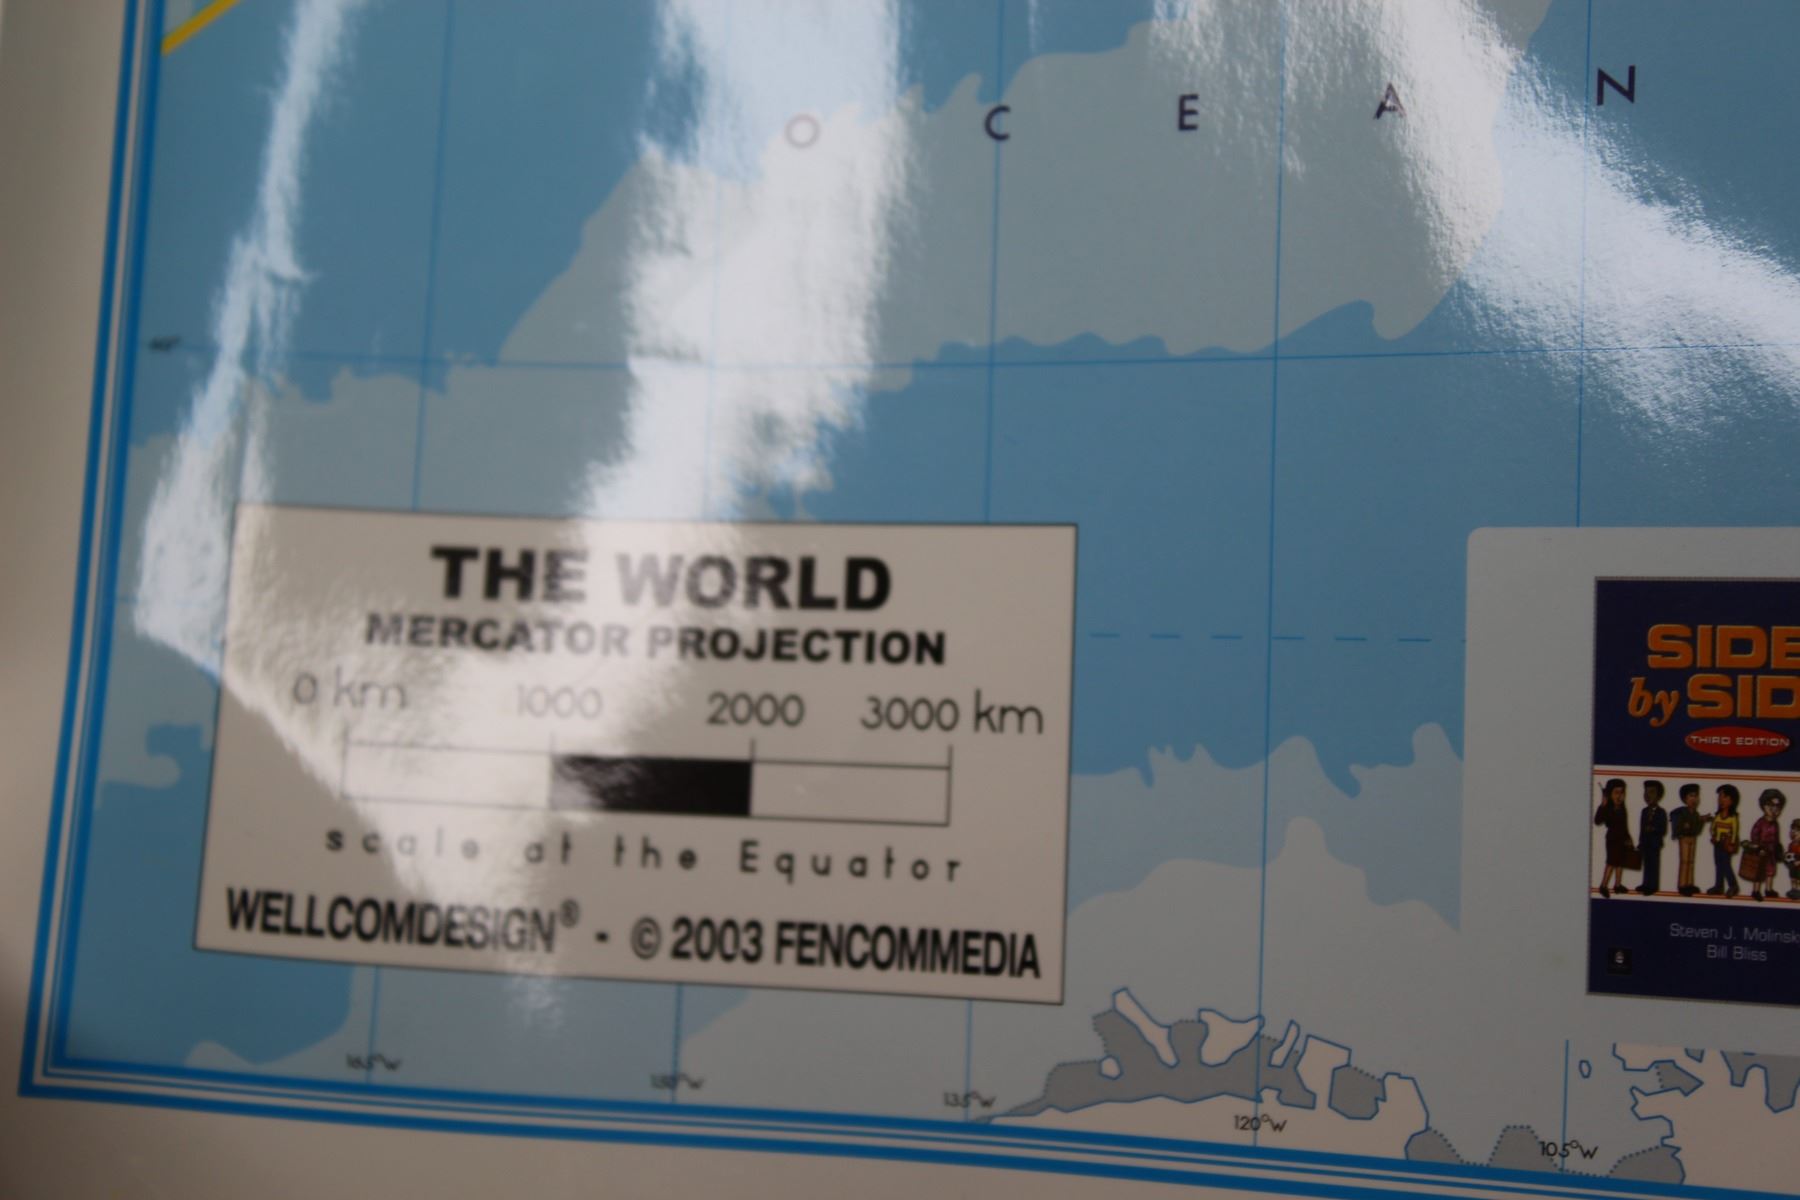 OCEAN
THE WORLD
MERCATOR PROJECTION
0 km 1000 2000 3000 km
scale at the Equator
WELLCOMDESIGN® - © 2003 FENCOMMEDIA
SIDE
by SID
THIRD EDITION
Steven J. Molinsk
Bill Bliss
165°W 150°W 135°W 120°W 105°W